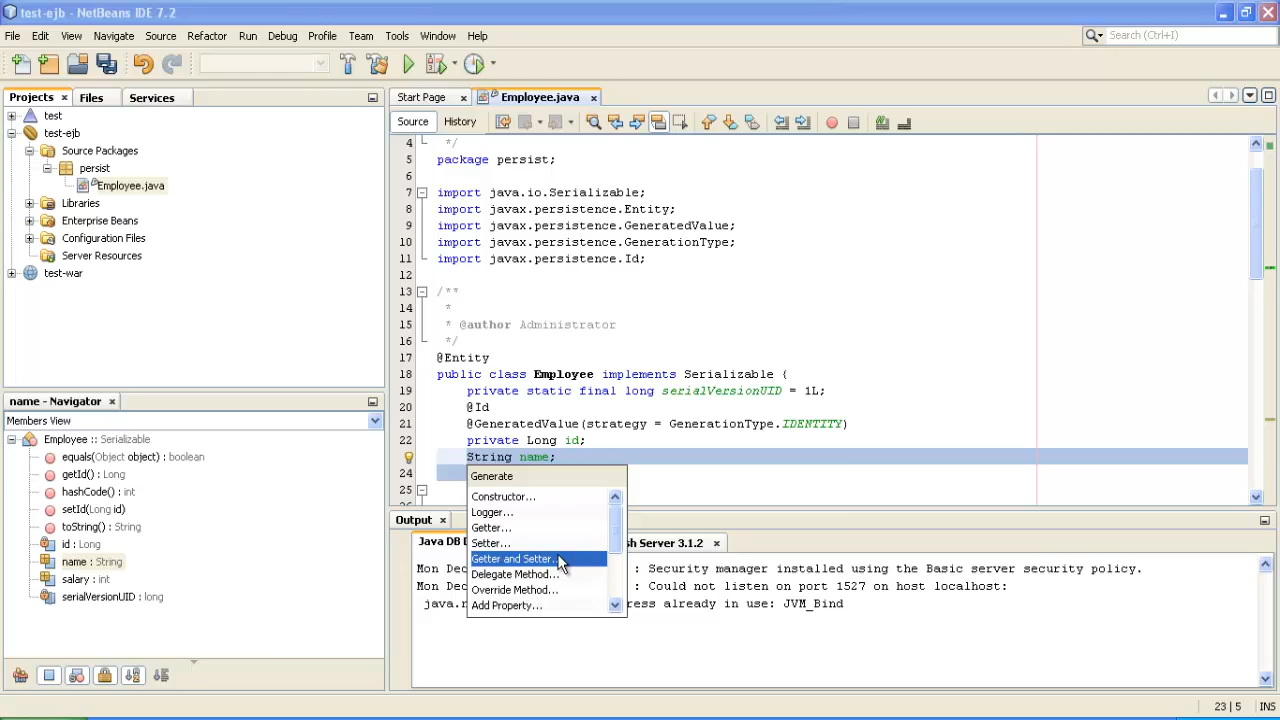 test-ejb - NetBeans IDE 7.2
File Edit View Navigate Source Refactor Run Debug Profile Team Tools Window Help
Search (Ctrl+I)
Projects Files Services
test
test-ejb
Source Packages
persist
Employee.java
Libraries
Enterprise Beans
Configuration Files
Server Resources
test-war
name - Navigator
Members View
Employee :: Serializable
equals(Object object) : boolean
getId() : Long
hashCode() : int
setId(Long id)
toString() : String
id : Long
name : String
salary : int
serialVersionUID : long
Start Page Employee.java
Source History
4 */
5 package persist;
6
7 import java.io.Serializable;
8 import javax.persistence.Entity;
9 import javax.persistence.GeneratedValue;
10 import javax.persistence.GenerationType;
11 import javax.persistence.Id;
12
13 /**
14 *
15 * @author Administrator
16 */
17 @Entity
18 public class Employee implements Serializable {
19 private static final long serialVersionUID = 1L;
20 @Id
21 @GeneratedValue(strategy = GenerationType.IDENTITY)
22 private Long id;
23 String name;
24
25
Generate
Constructor...
Logger...
Getter...
Setter...
Getter and Setter...
Delegate Method...
Override Method...
Add Property...
Output
Java DB sh Server 3.1.2
Mon Dec : Security manager installed using the Basic server security policy.
Mon Dec : Could not listen on port 1527 on host localhost:
java. ress already in use: JVM_Bind
23 | 5 INS